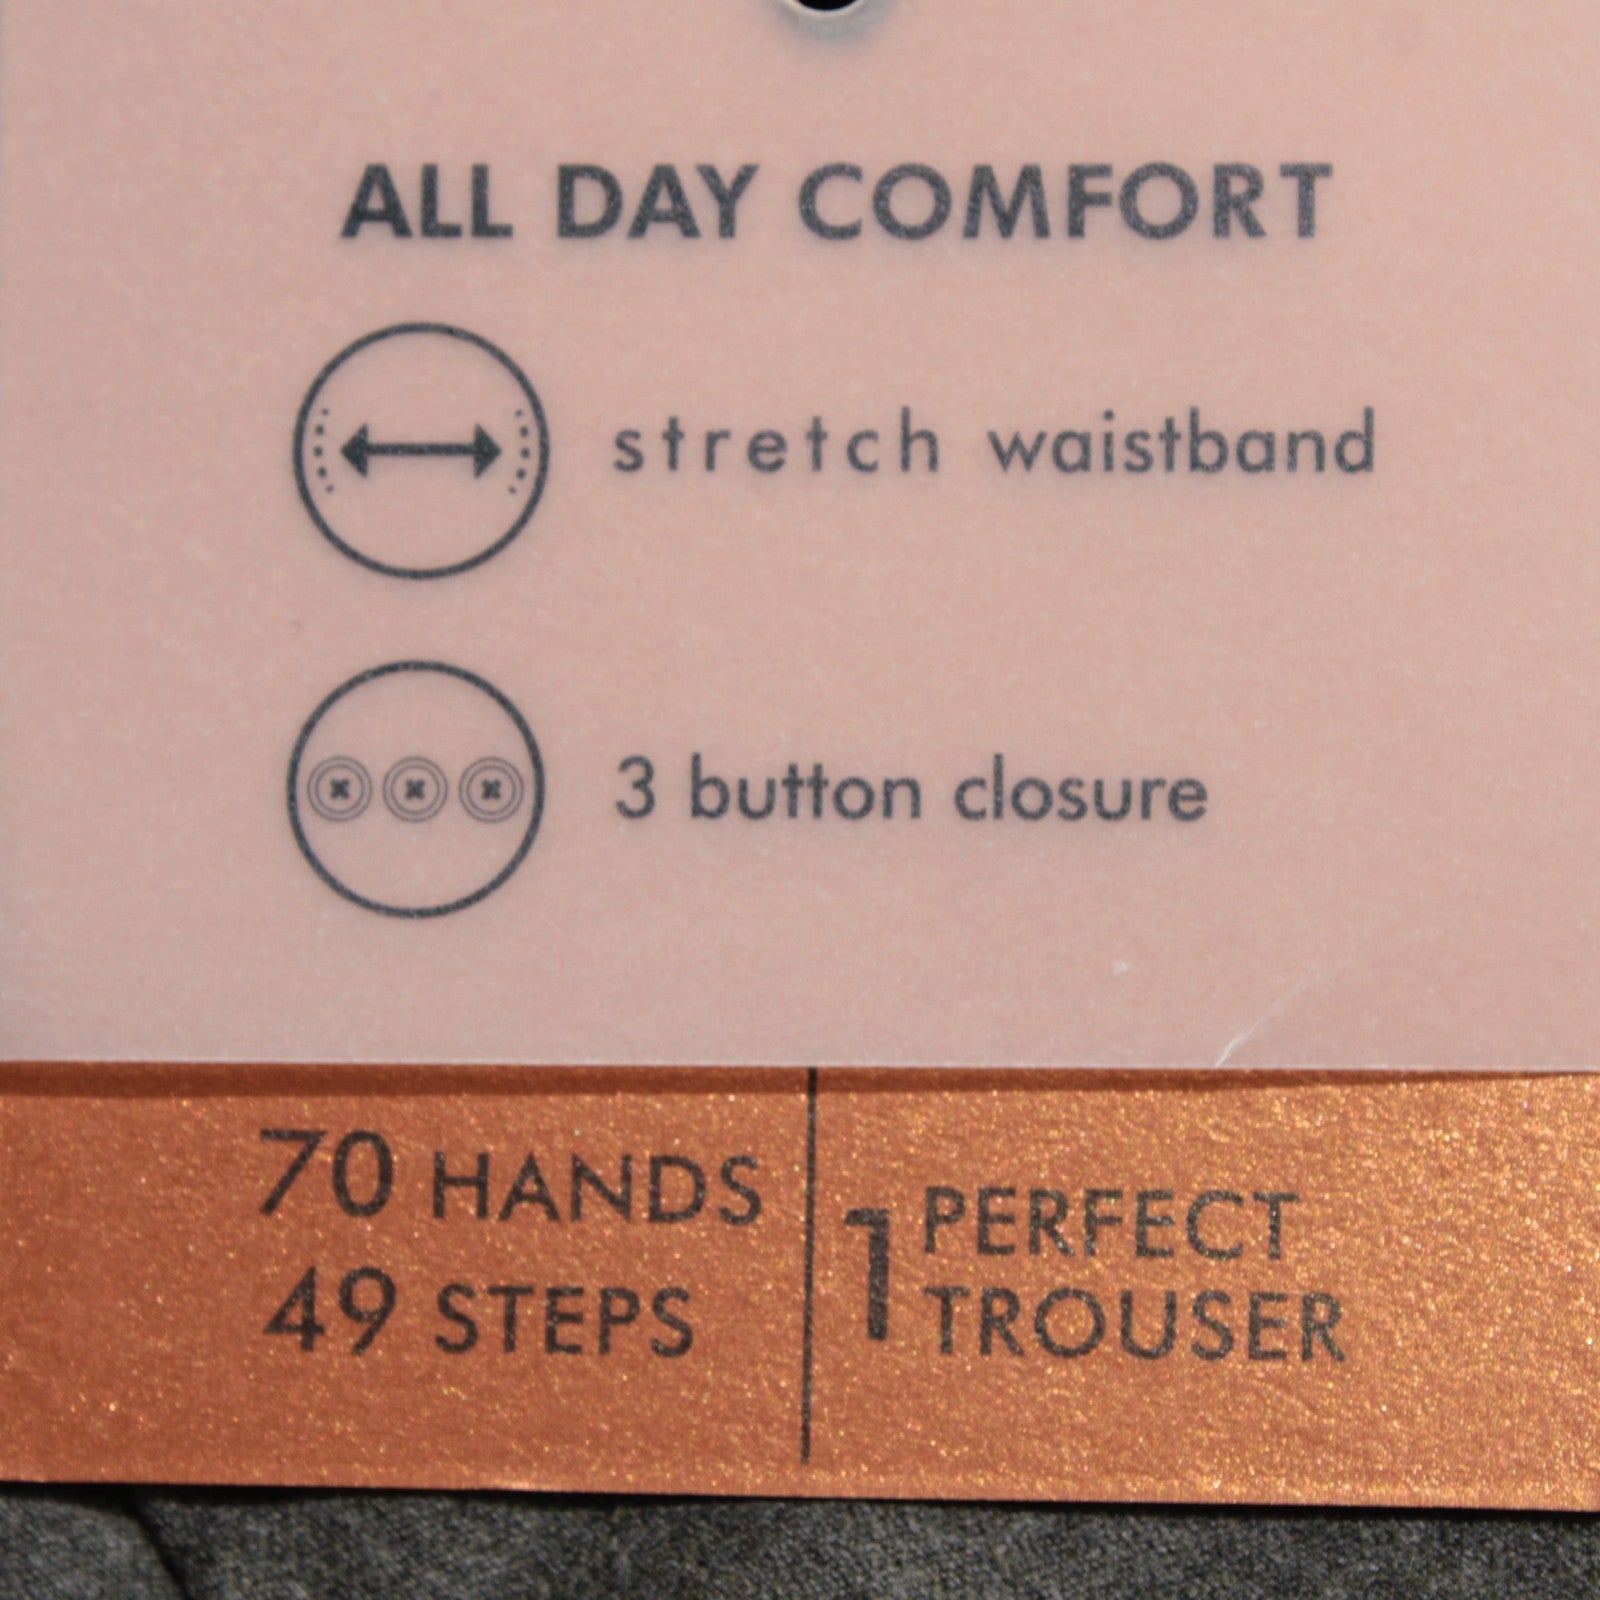 ALL DAY COMFORT
stretch waistband
3 button closure
70 HANDS
49 STEPS
1 PERFECT
TROUSER